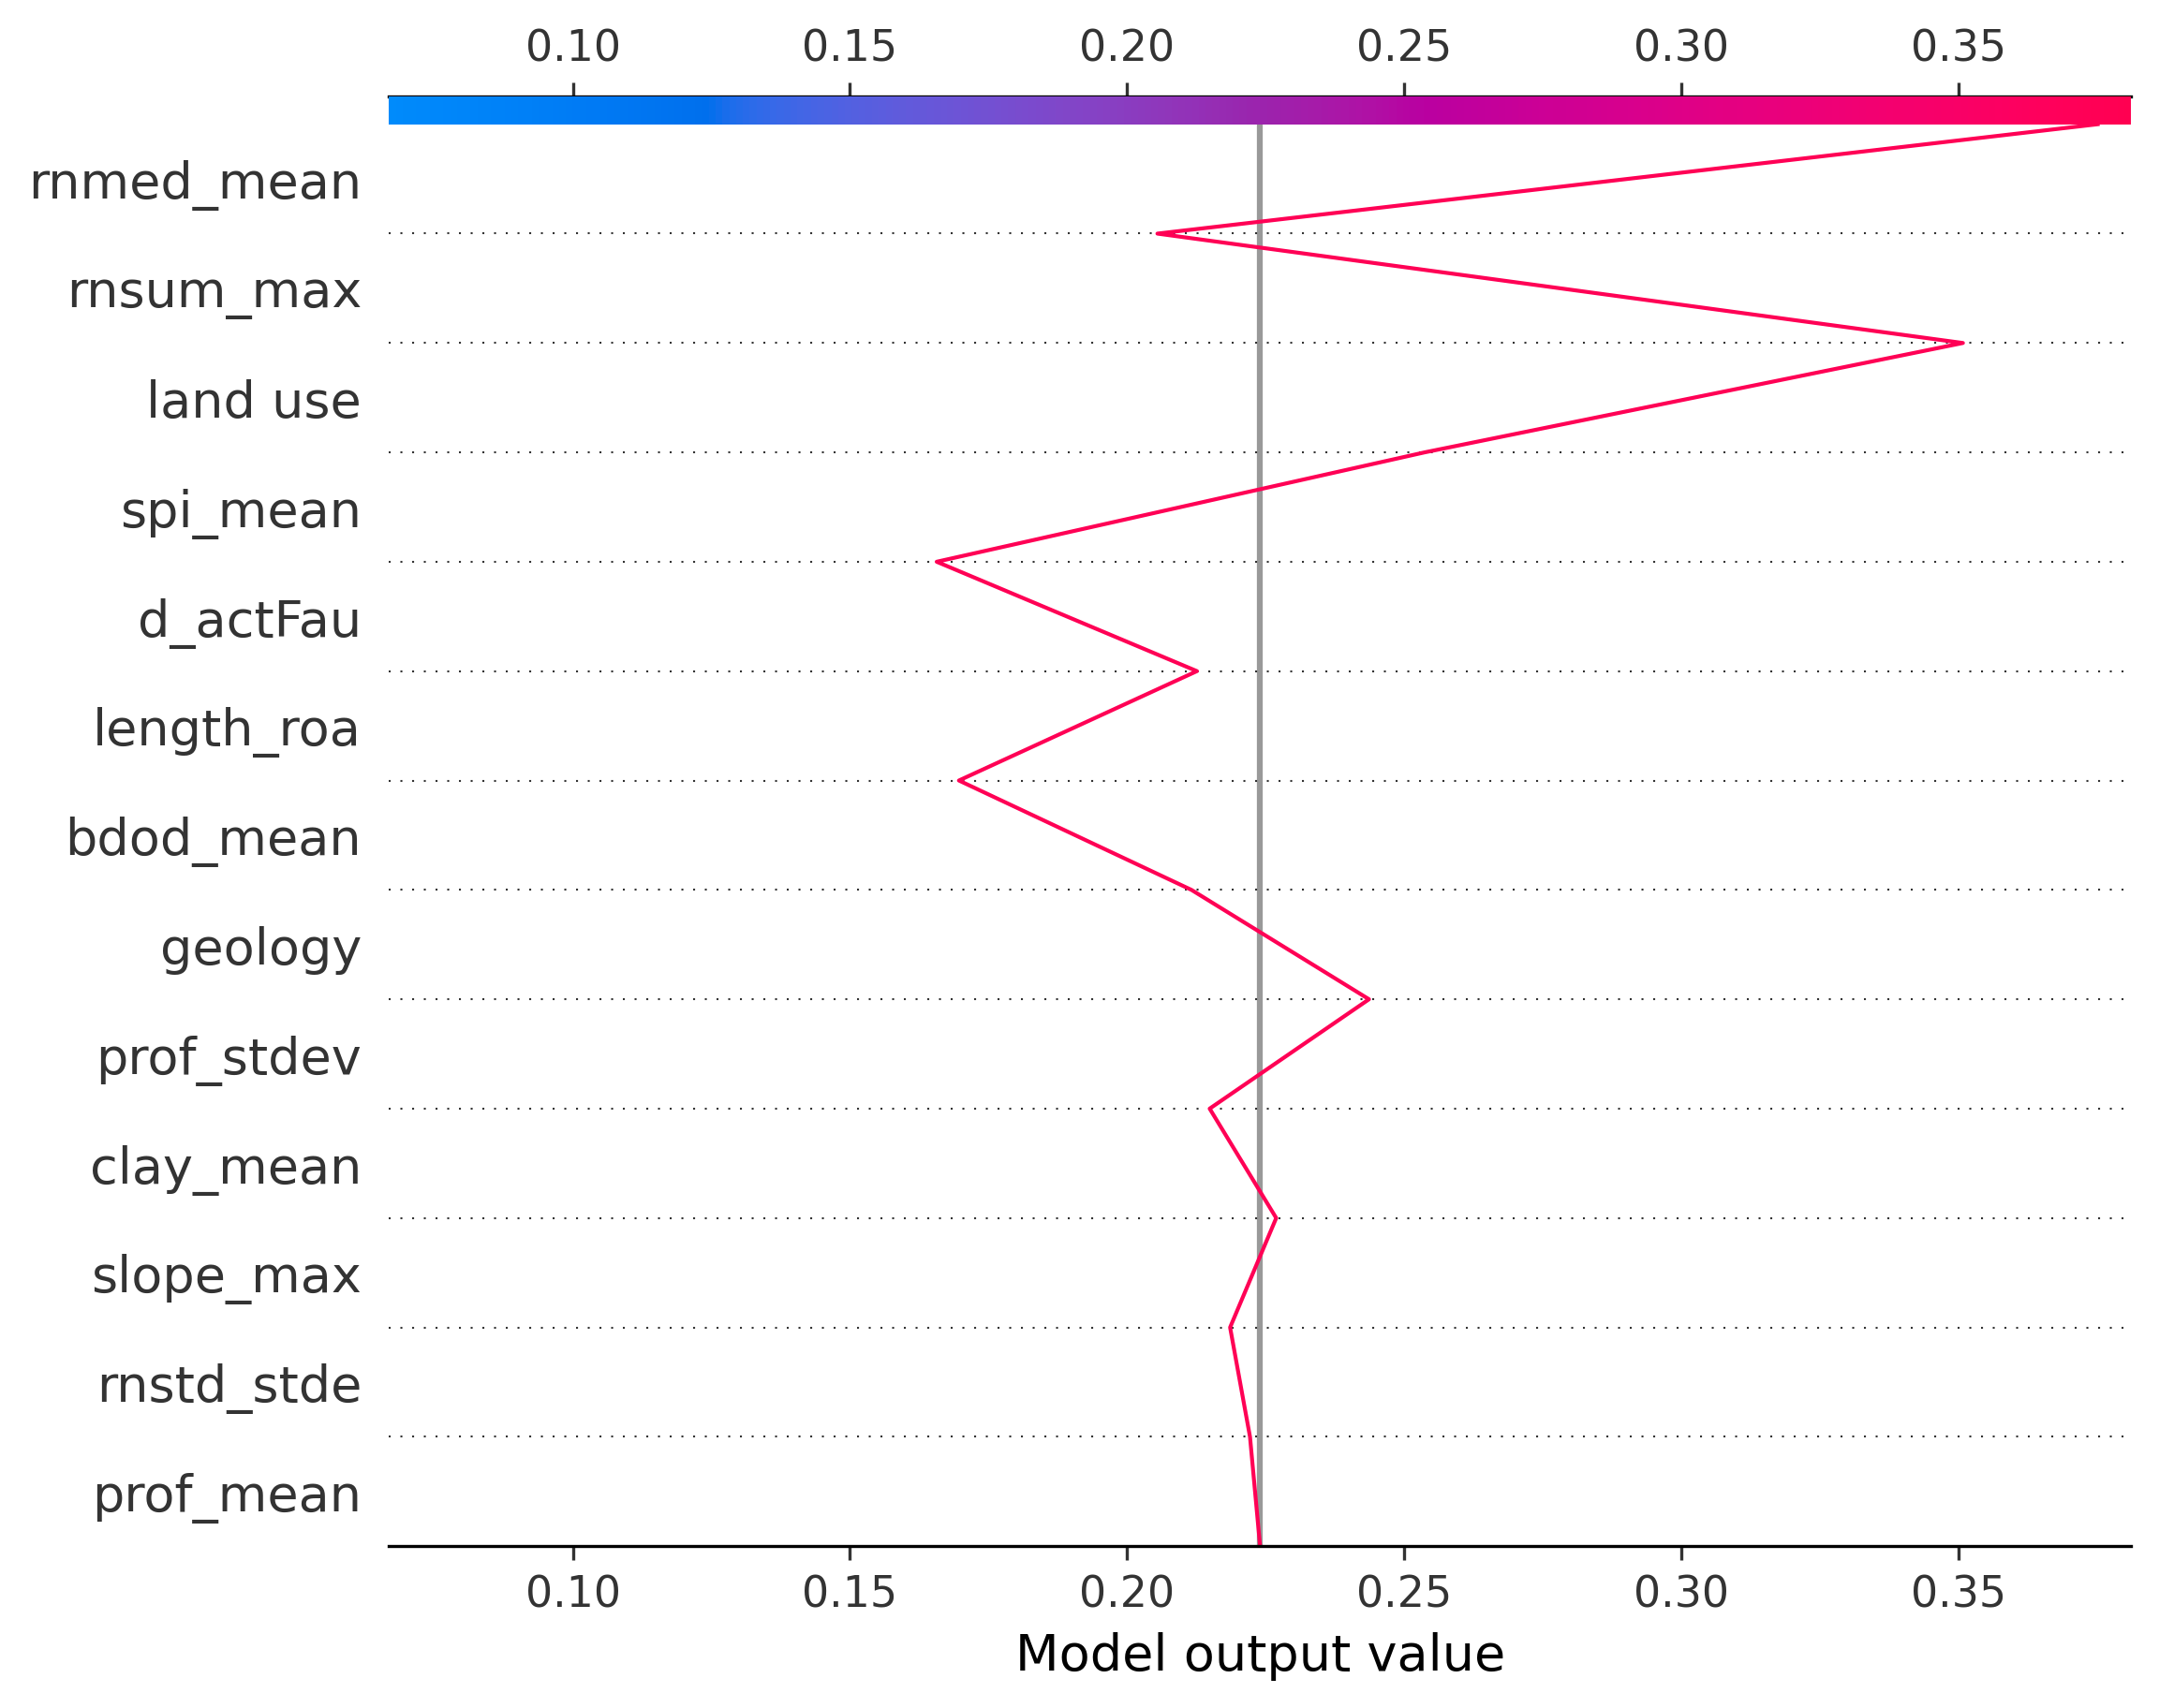 0.10 0.15 0.20 0.25 0.30 0.35
rnmed_mean
rnsum_max
land use
spi_mean
d_actFau
length_roa
bdod_mean
geology
prof_stdev
clay_mean
slope_max
rnstd_stde
prof_mean
0.10 0.15 0.20 0.25 0.30 0.35
Model output value